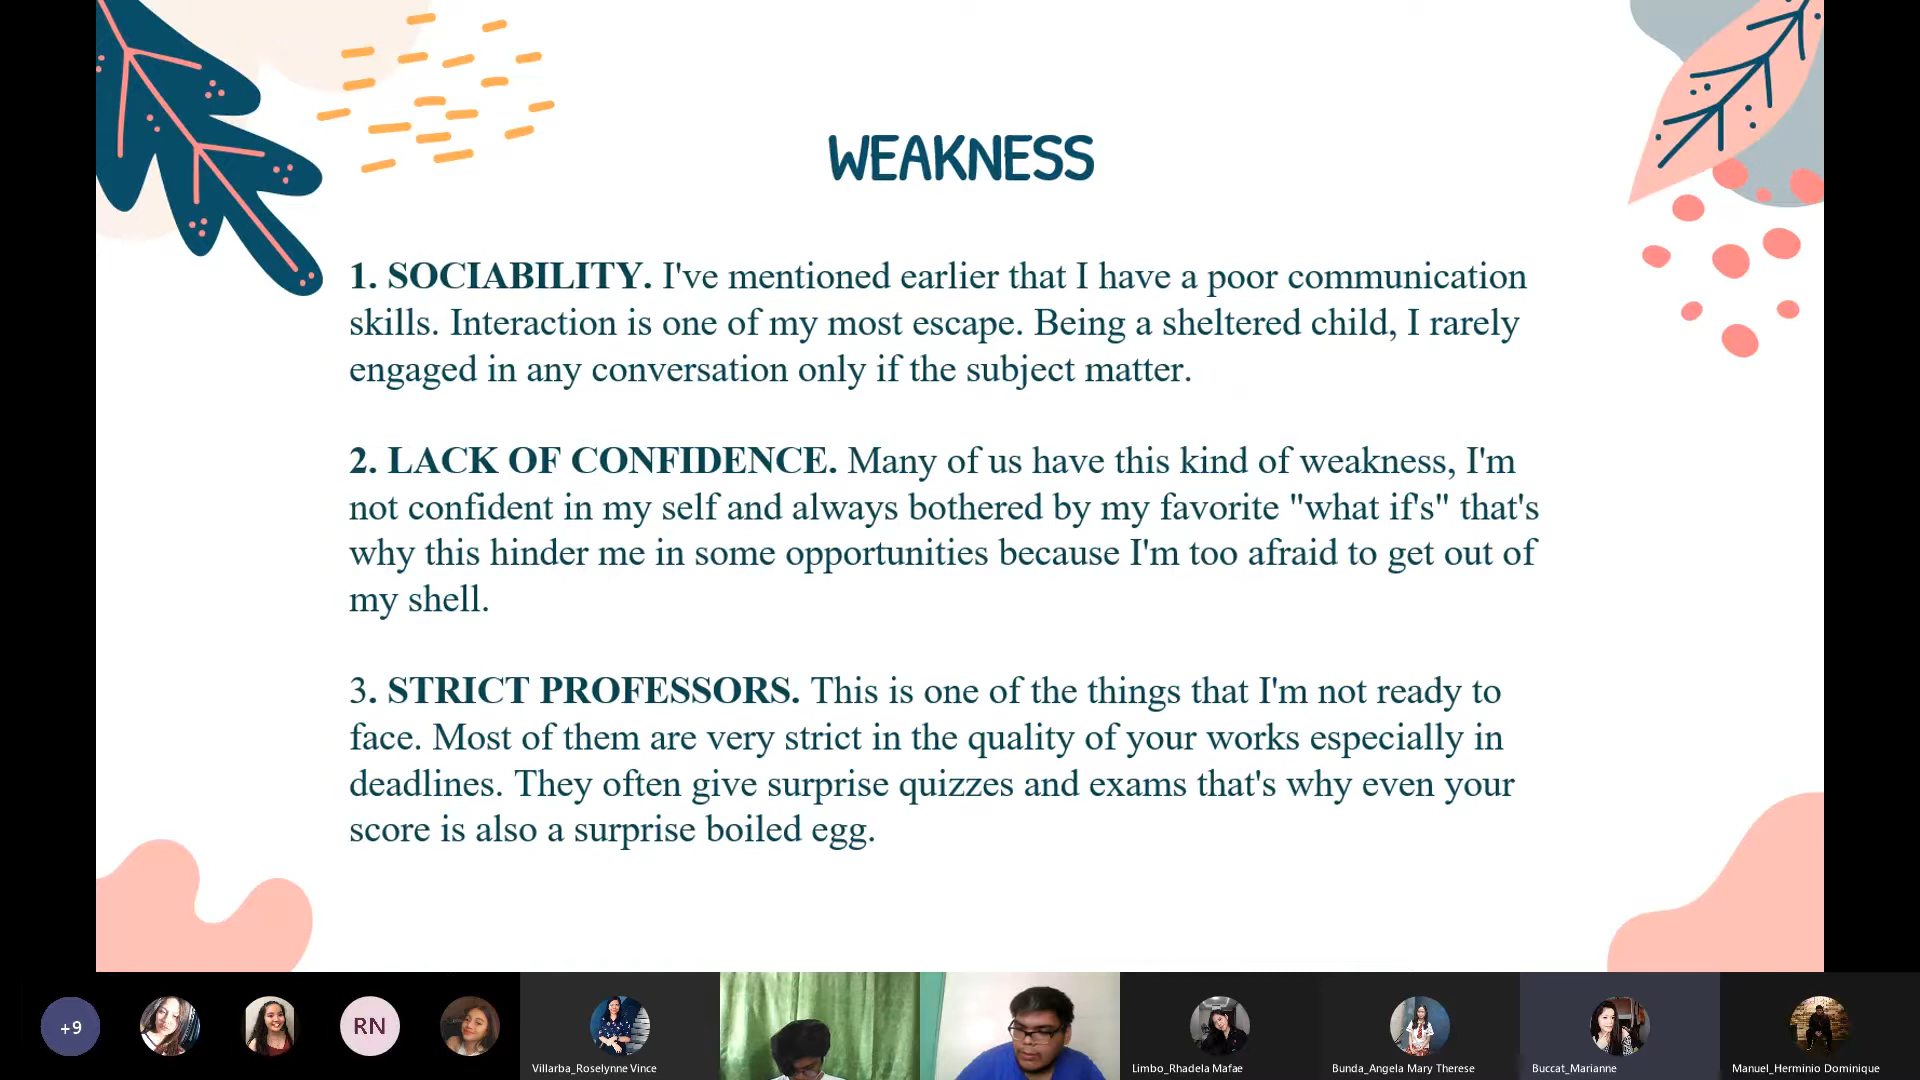 WEAKNESS
1. SOCIABILITY. I've mentioned earlier that I have a poor communication
skills. Interaction is one of my most escape. Being a sheltered child, I rarely
engaged in any conversation only if the subject matter.
2. LACK OF CONFIDENCE. Many of us have this kind of weakness, I'm
not confident in my self and always bothered by my favorite "what if's" that's
why this hinder me in some opportunities because I'm too afraid to get out of
my shell.
3. STRICT PROFESSORS. This is one of the things that I'm not ready to
face. Most of them are very strict in the quality of your works especially in
deadlines. They often give surprise quizzes and exams that's why even your
score is also a surprise boiled egg.
+9
RN
Villarba_Roselynne Vince
Limbo_Rhadela Mafae
Bunda_Angela Mary Therese
Buccat_Marianne
Manuel_Herminio Dominique